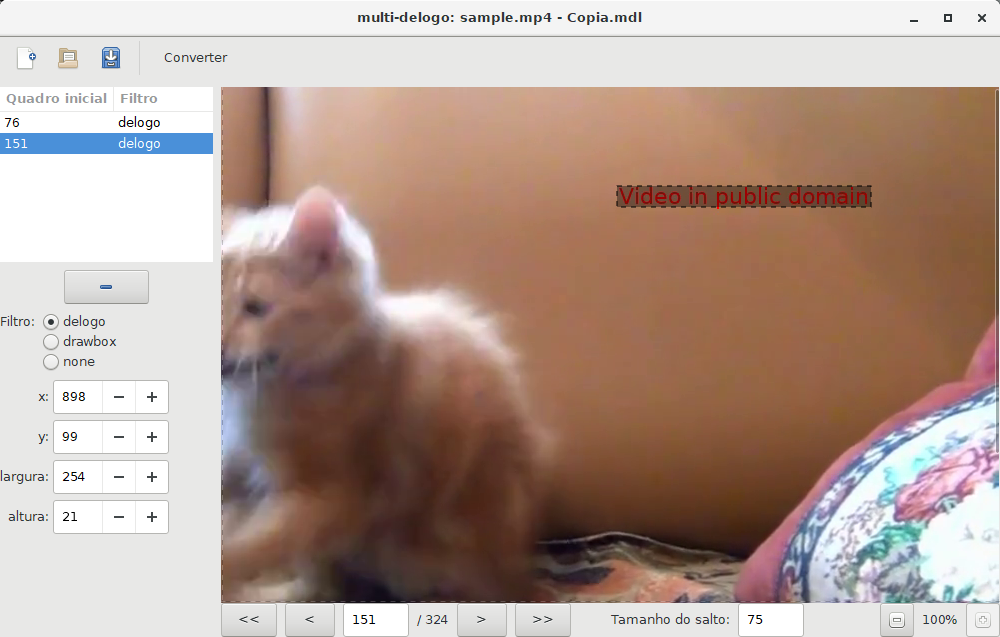 multi-delogo: sample.mp4 - Copia.mdl
Converter
Quadro inicial Filtro
76 delogo
151 delogo
Video in public domain
Filtro: delogo
drawbox
none
x: 898
y: 99
largura: 254
altura: 21
<< < 151 / 324 > >> Tamanho do salto: 75 100%